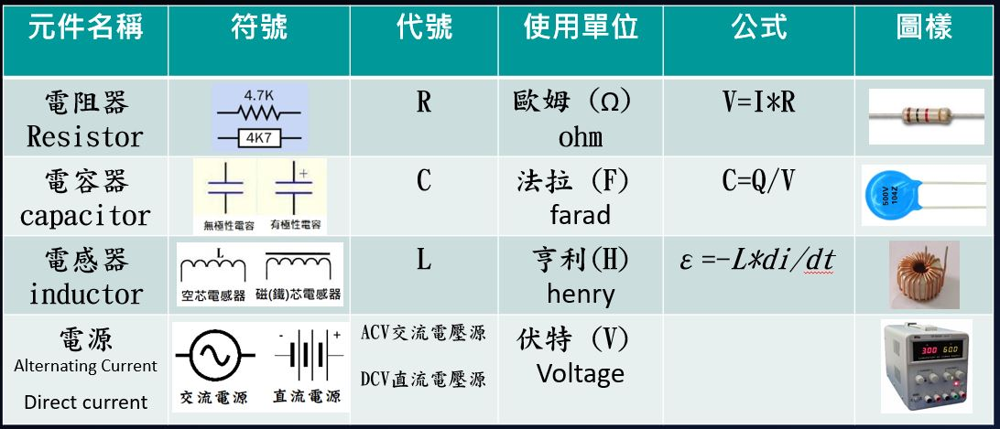 元件名稱 符號 代號 使用單位 公式 圖樣
電阻器
Resistor
4.7K
4K7
R
歐姆 (Ω)
ohm
V=I*R
電容器
capacitor
+
無極性電容 有極性電容
C
法拉 (F)
farad
C=Q/V
500V
104Z
電感器
inductor
L
空芯電感器 磁(鐵)芯電感器
L
亨利(H)
henry
ε =-L*di/dt
電源
Alternating Current
Direct current
- +
交流電源 直流電源
ACV交流電壓源
DCV直流電壓源
伏特 (V)
Voltage
300 600